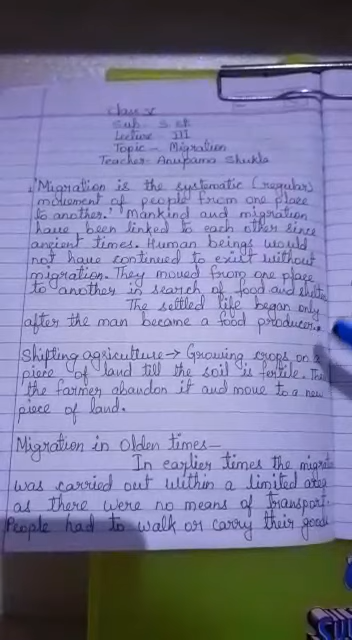 Class V
Sub - S.St.
Lecture III
Topic - Migration
Teacher- Anupama Shukla
"Migration is the systematic (regular)
movement of people from one place
to another." Mankind and migration
have been linked to each other since
ancient times. Human beings would
not have continued to exist without
migration. They moved from one place
to another in search of food and shelter
The settled life began only
after the man became a food producer.
Shifting agriculture → Growing crops on a
piece of land till the soil is fertile.
the farmer abandon it and move to a new
piece of land.
Migration in Olden times—
In earlier times the
was carried out within a limited area
as there were no means of transport.
People had to walk or carry their goods